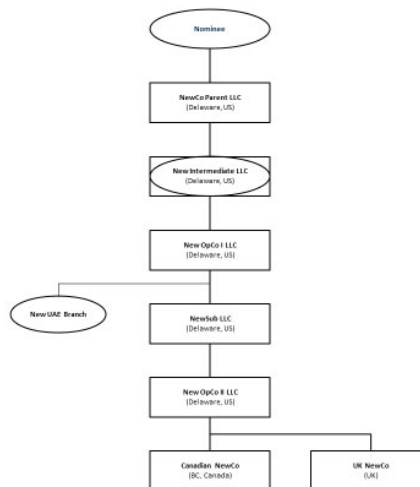 Nominee
NewCo Parent LLC
(Delaware, US)
New Intermediate LLC
(Delaware, US)
New OpCo I LLC
(Delaware, US)
New UAE Branch
NewSub LLC
(Delaware, US)
New OpCo II LLC
(Delaware, US)
Canadian NewCo
(BC, Canada)
UK NewCo
(UK)